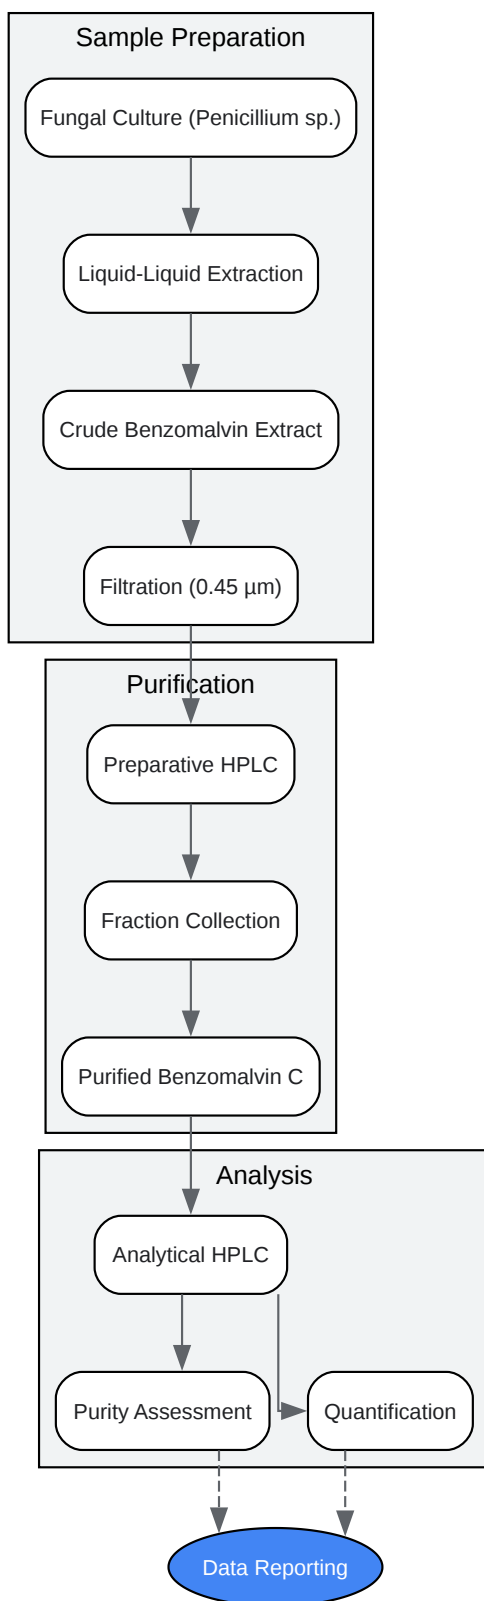 Sample Preparation
Fungal Culture (Penicillium sp.)
Liquid-Liquid Extraction
Crude Benzomalvin Extract
Filtration (0.45 µm)
Purification
Preparative HPLC
Fraction Collection
Purified Benzomalvin C
Analysis
Analytical HPLC
Purity Assessment
Quantification
Data Reporting